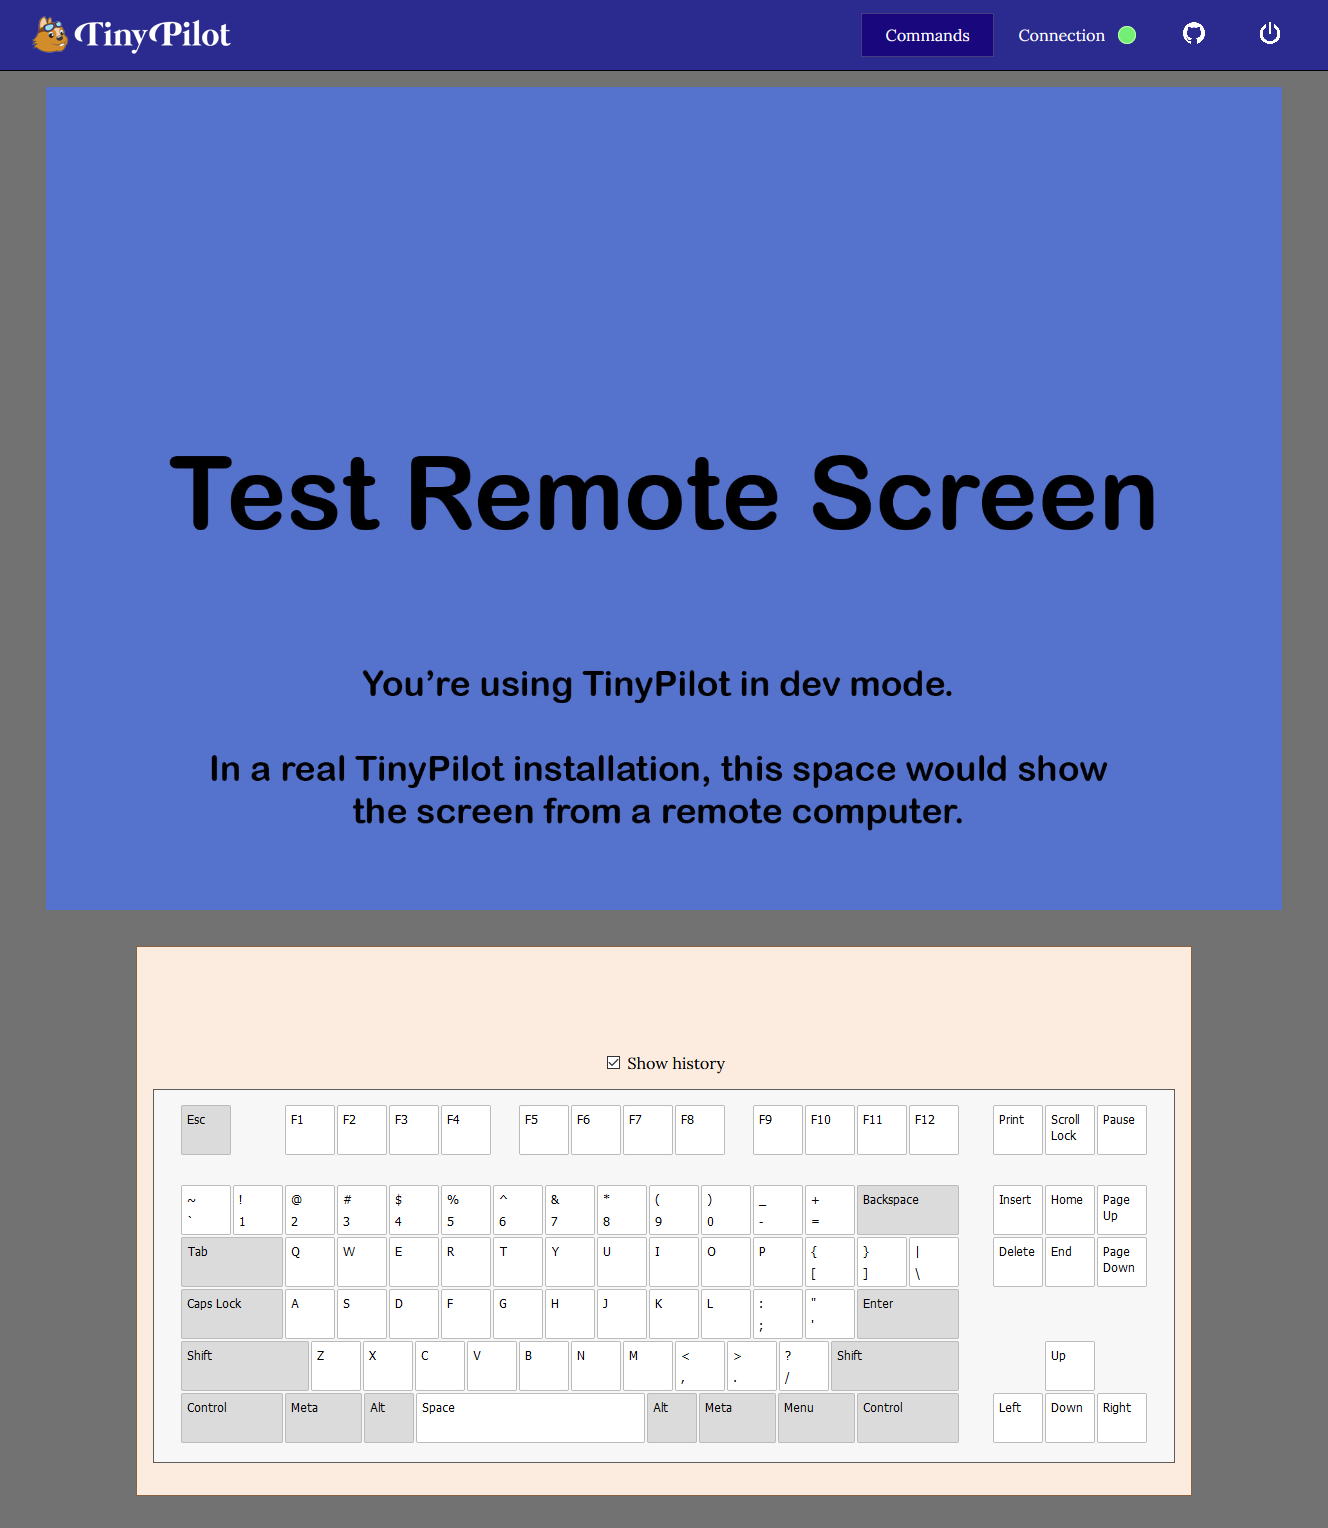 TinyPilot
Commands
Connection
Test Remote Screen
You’re using TinyPilot in dev mode.
In a real TinyPilot installation, this space would show
the screen from a remote computer.
Show history
Esc F1 F2 F3 F4 F5 F6 F7 F8 F9 F10 F11 F12 Print Scroll Pause
Lock
~ ! @ # $ % ^ & * ( ) _ + Backspace Insert Home Page
` 1 2 3 4 5 6 7 8 9 0 - = Up
Tab Q W E R T Y U I O P { } | Delete End Page
[ ] \ Down
Caps Lock A S D F G H J K L : " Enter
; '
Shift Z X C V B N M < > ? Shift Up
, . /
Control Meta Alt Space Alt Meta Menu Control Left Down Right